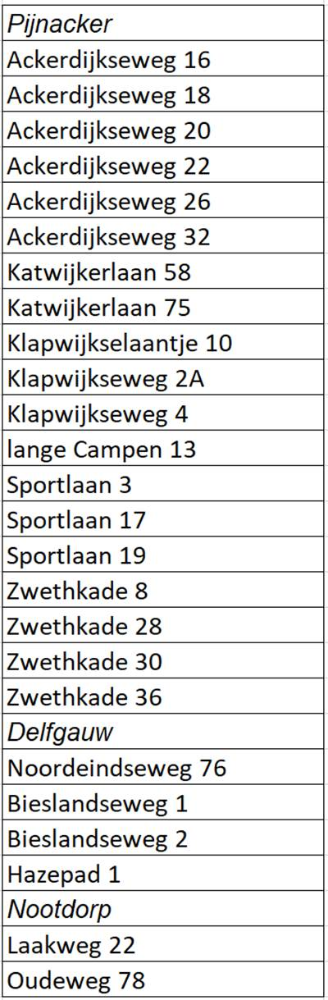 Pijnacker
Ackerdijkseweg 16
Ackerdijkseweg 18
Ackerdijkseweg 20
Ackerdijkseweg 22
Ackerdijkseweg 26
Ackerdijkseweg 32
Katwijkerlaan 58
Katwijkerlaan 75
Klapwijkselaantje 10
Klapwijkseweg 2A
Klapwijkseweg 4
lange Campen 13
Sportlaan 3
Sportlaan 17
Sportlaan 19
Zwethkade 8
Zwethkade 28
Zwethkade 30
Zwethkade 36
Delfgauw
Noordeindseweg 76
Bieslandseweg 1
Bieslandseweg 2
Hazepad 1
Nootdorp
Laakweg 22
Oudeweg 78